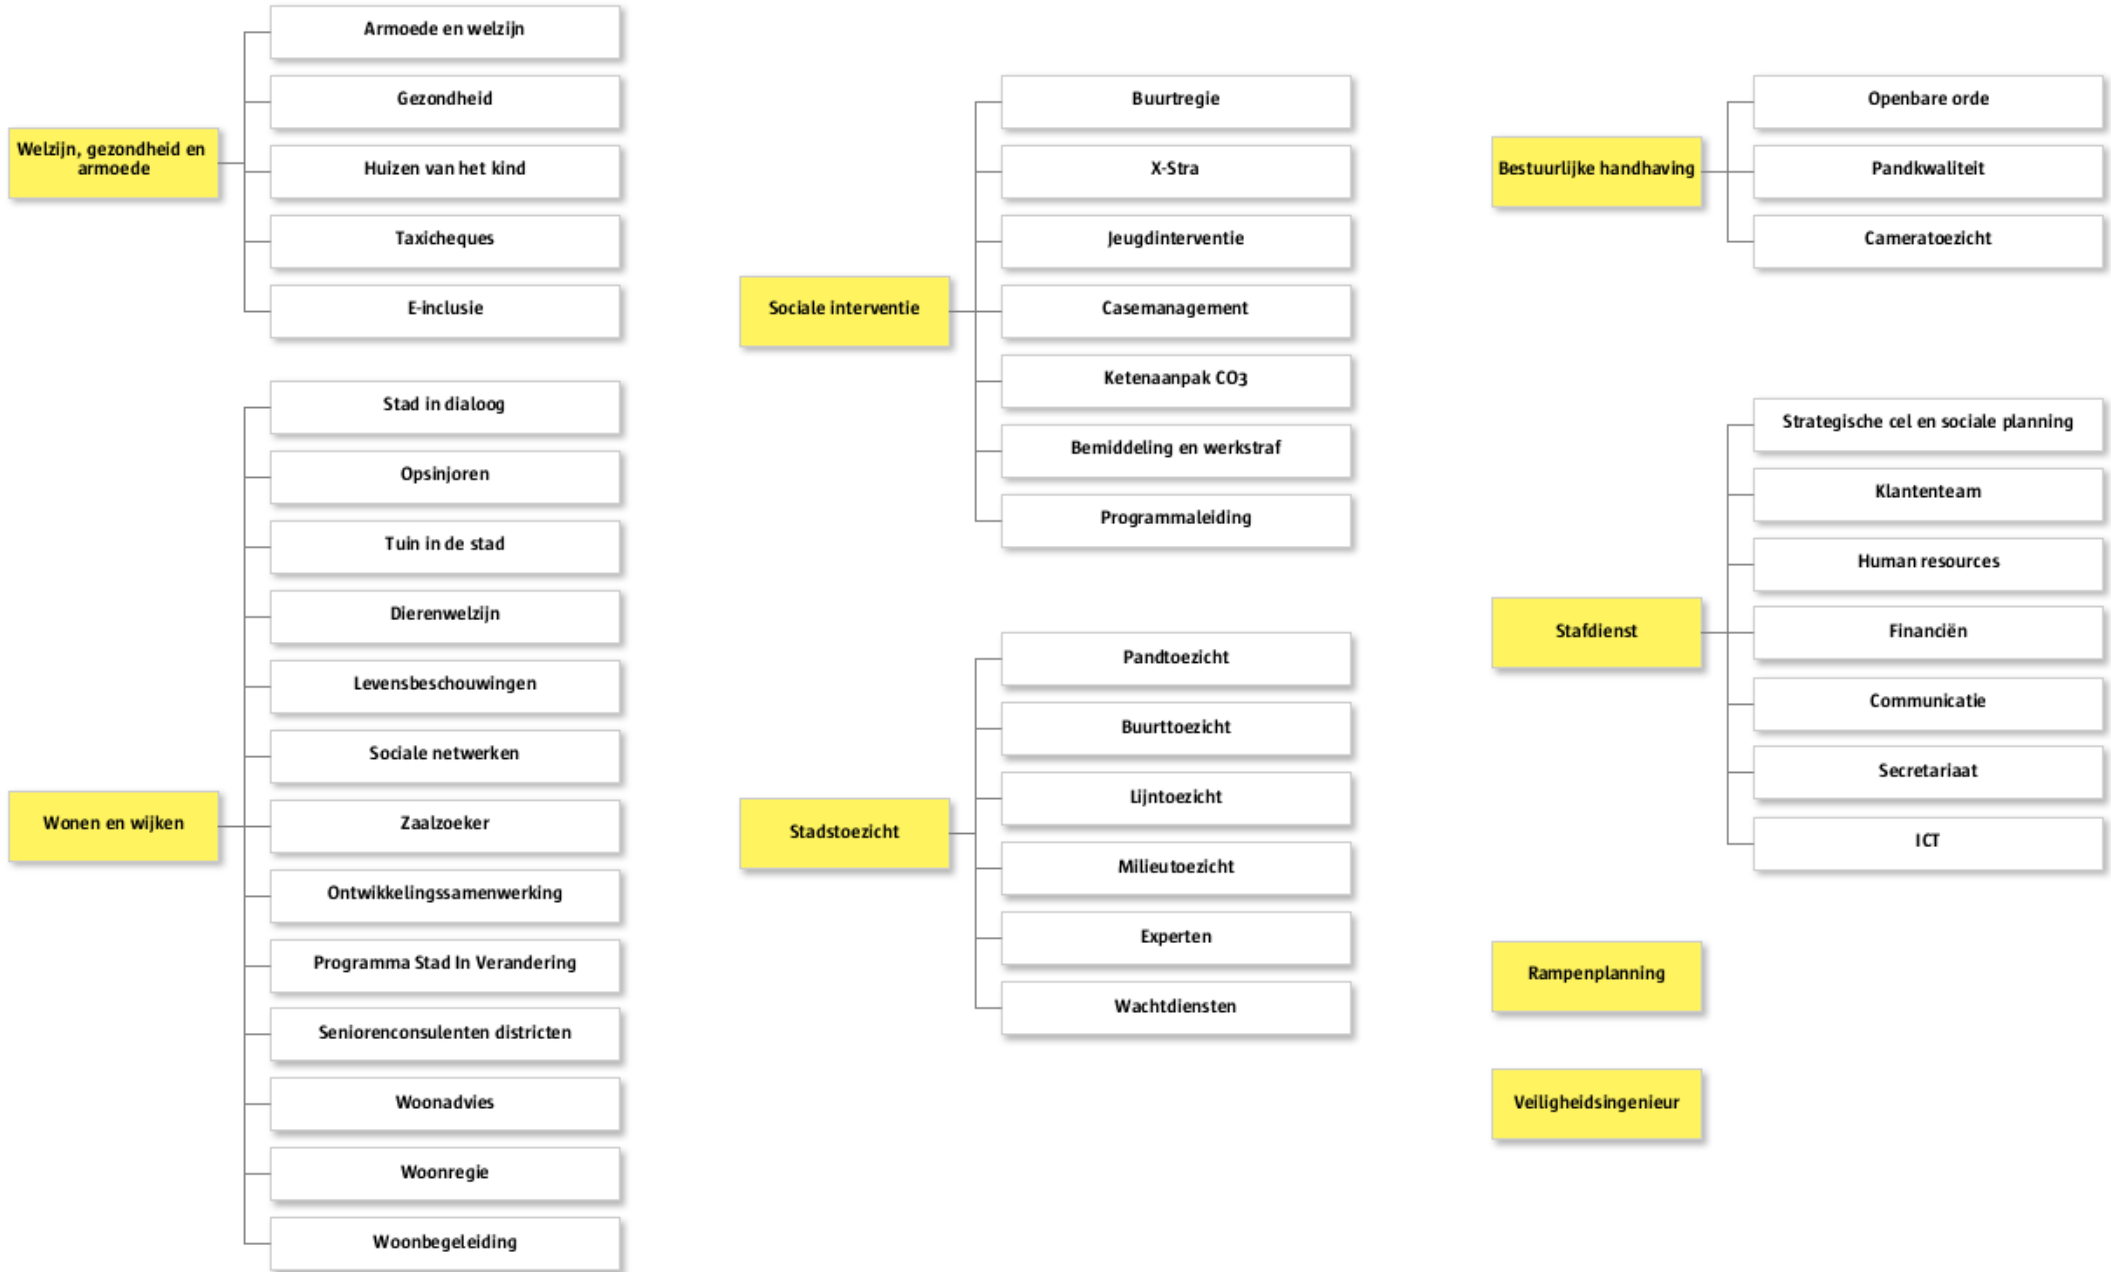 Welzijn, gezondheid en
armoede
Armoede en welzijn
Gezondheid
Huizen van het kind
Taxicheques
E-inclusie
Wonen en wijken
Stad in dialoog
Opsinjoren
Tuin in de stad
Dierenwelzijn
Levensbeschouwingen
Sociale netwerken
Zaalzoeker
Ontwikkelingssamenwerking
Programma Stad In Verandering
Seniorenconsulenten districten
Woonadvies
Woonregie
Woonbegeleiding
Sociale interventie
Buurtregie
X-Stra
Jeugdinterventie
Casemanagement
Ketenaanpak CO3
Bemiddeling en werkstraf
Programmaleiding
Stadstoezicht
Pandtoezicht
Buurttoezicht
Lijntoezicht
Milieutoezicht
Experten
Wachtdiensten
Bestuurlijke handhaving
Openbare orde
Pandkwaliteit
Cameratoezicht
Stafdienst
Strategische cel en sociale planning
Klantenteam
Human resources
Financiën
Communicatie
Secretariaat
ICT
Rampenplanning
Veiligheidsingenieur